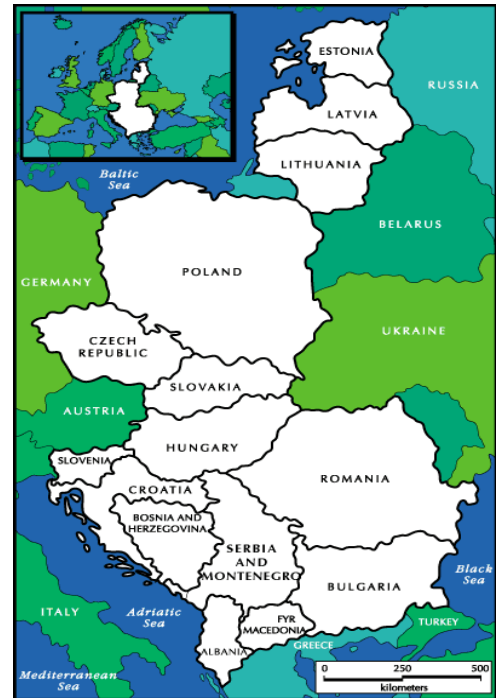 ESTONIA
RUSSIA
LATVIA
LITHUANIA
Baltic
Sea
BELARUS
GERMANY
POLAND
UKRAINE
CZECH
REPUBLIC
SLOVAKIA
AUSTRIA
HUNGARY
SLOVENIA
ROMANIA
CROATIA
BOSNIA AND
HERZEGOVINA
SERBIA
AND
MONTENEGRO
Black
Sea
BULGARIA
ITALY
Adriatic
Sea
FYR
MACEDONIA
TURKEY
ALBANIA
GREECE
Mediterranean
Sea
0 250 500
kilometers